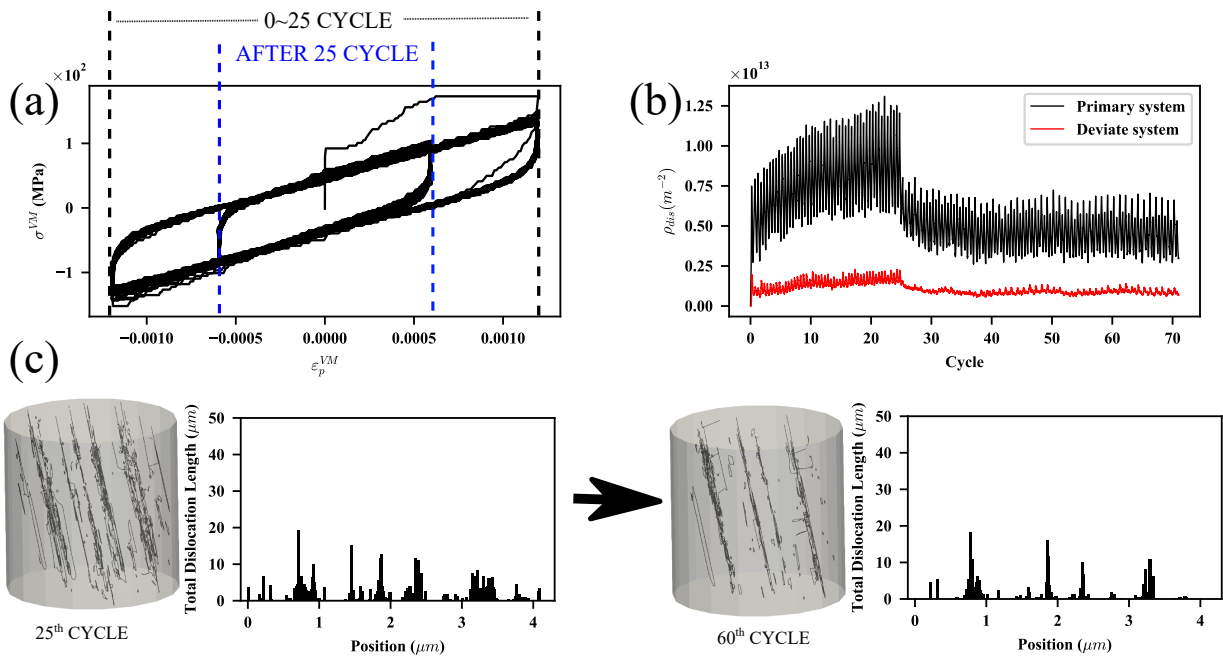 0~25 CYCLE
AFTER 25 CYCLE
(a)
×10²
1
0
−1
σ^VM (MPa)
−0.0010
−0.0005
0.0000
0.0005
0.0010
ε_p^VM
(b)
×10¹³
1.25
1.00
0.75
0.50
0.25
0.00
ρ_dis(m⁻²)
Primary system
Deviate system
0
10
20
30
40
50
60
70
Cycle
(c)
25th CYCLE
Total Dislocation Length (μm)
50
40
30
20
10
0
0
1
2
3
4
Position (μm)
60th CYCLE
Total Dislocation Length (μm)
50
40
30
20
10
0
0
1
2
3
4
Position (μm)